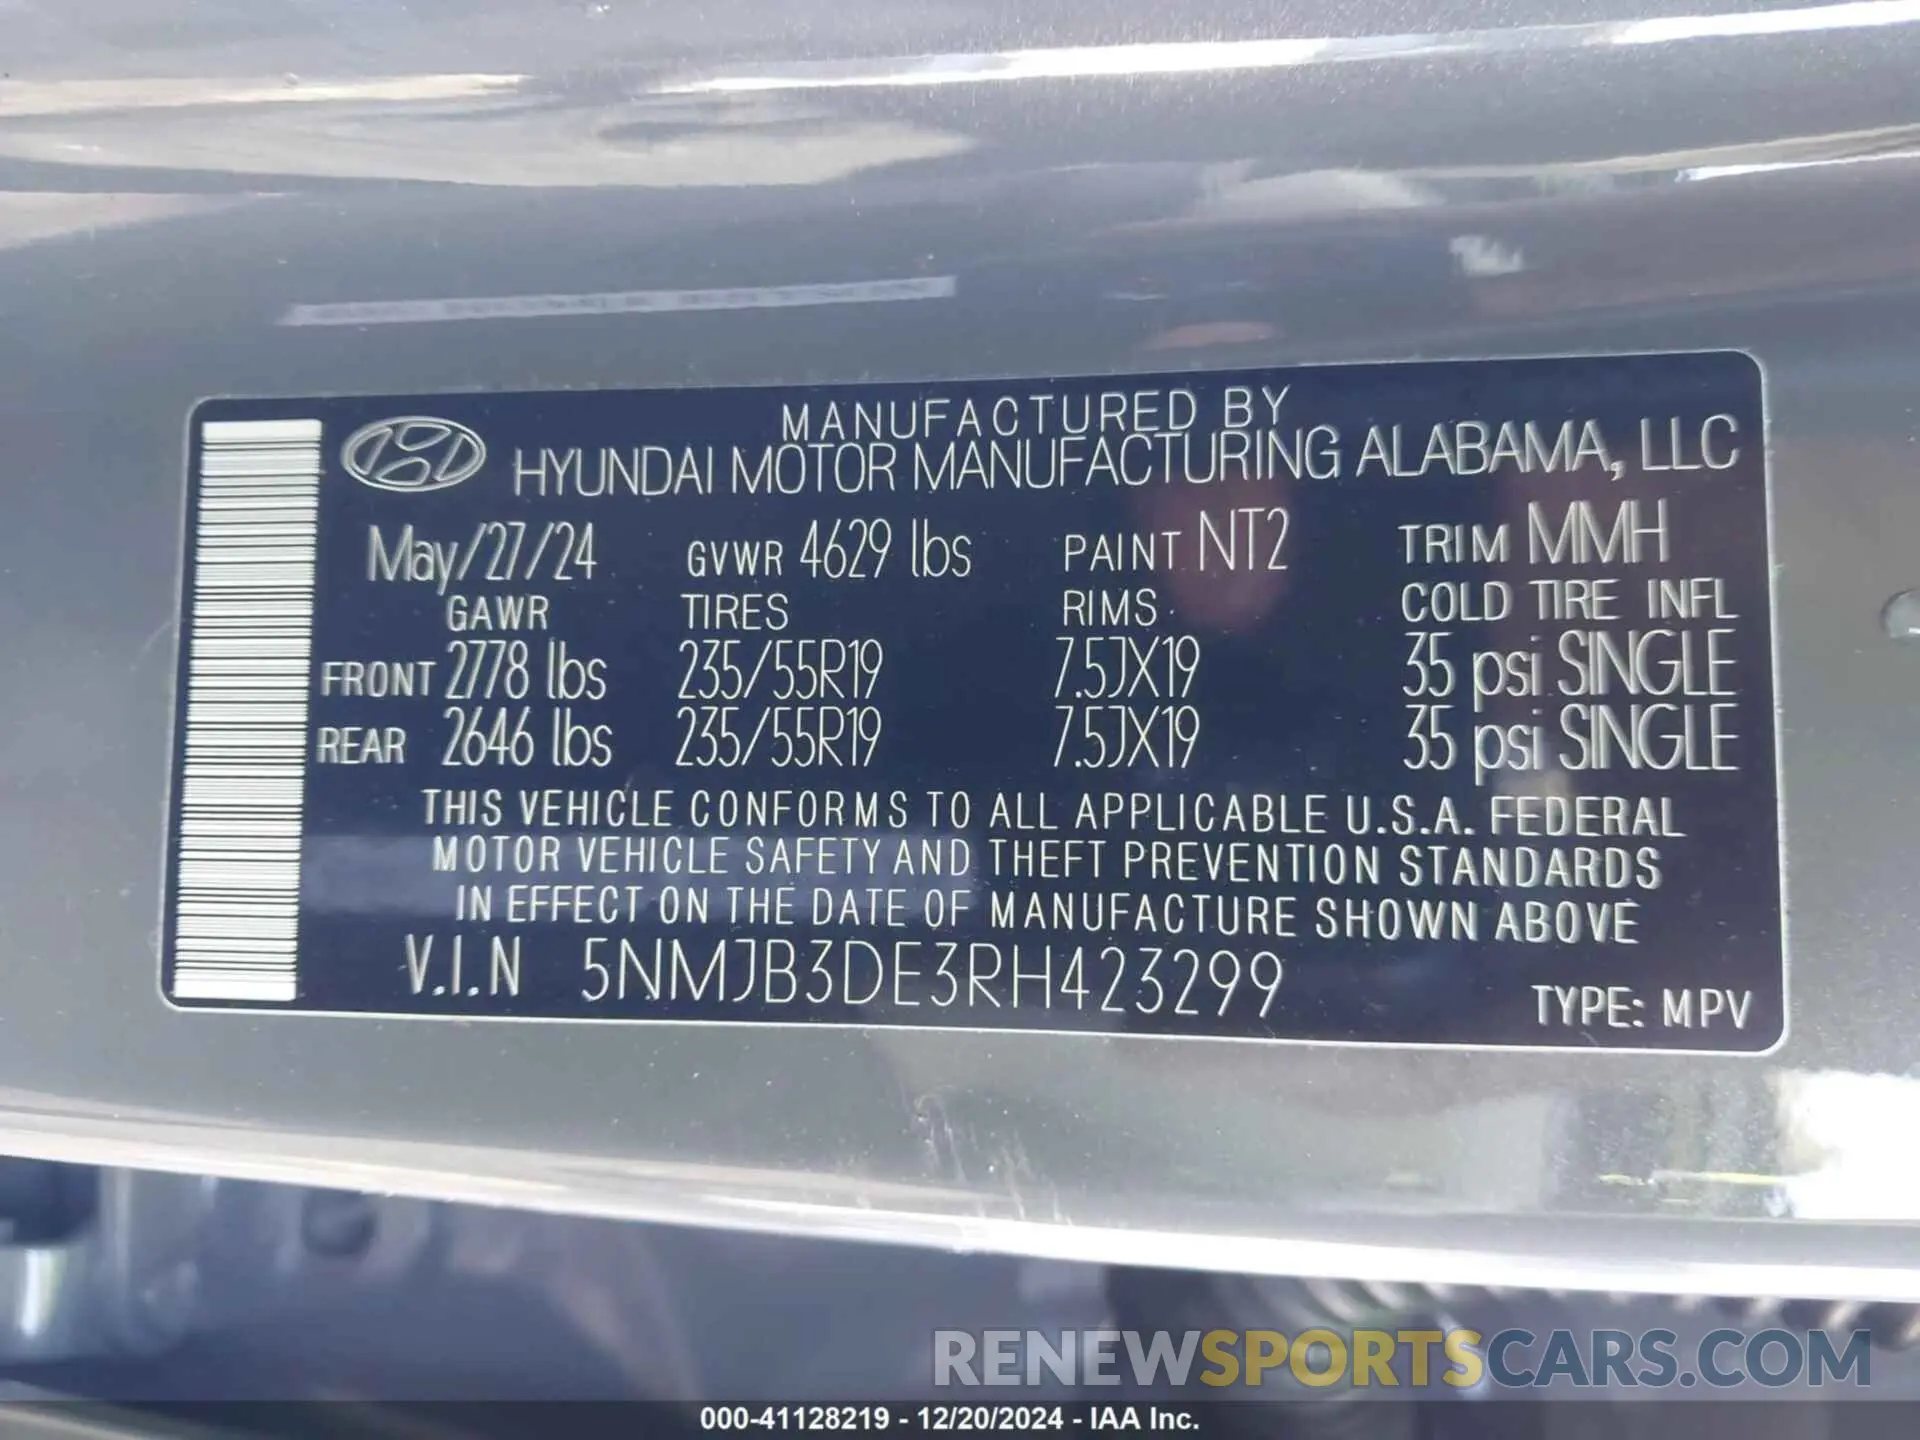 MANUFACTURED BY
HYUNDAI MOTOR MANUFACTURING ALABAMA, LLC
May/27/24 GVWR 4629 lbs PAINT NT2 TRIM MMH
GAWR TIRES RIMS COLD TIRE INFL
FRONT 2778 lbs 235/55R19 7.5JX19 35 psi SINGLE
REAR 2646 lbs 235/55R19 7.5JX19 35 psi SINGLE
THIS VEHICLE CONFORMS TO ALL APPLICABLE U.S.A. FEDERAL
MOTOR VEHICLE SAFETY AND THEFT PREVENTION STANDARDS
IN EFFECT ON THE DATE OF MANUFACTURE SHOWN ABOVE
V.I.N 5NMJB3DE3RH423299
TYPE: MPV
RENEWSPORTSCARS.COM
000-41128219 - 12/20/2024 - IAA Inc.